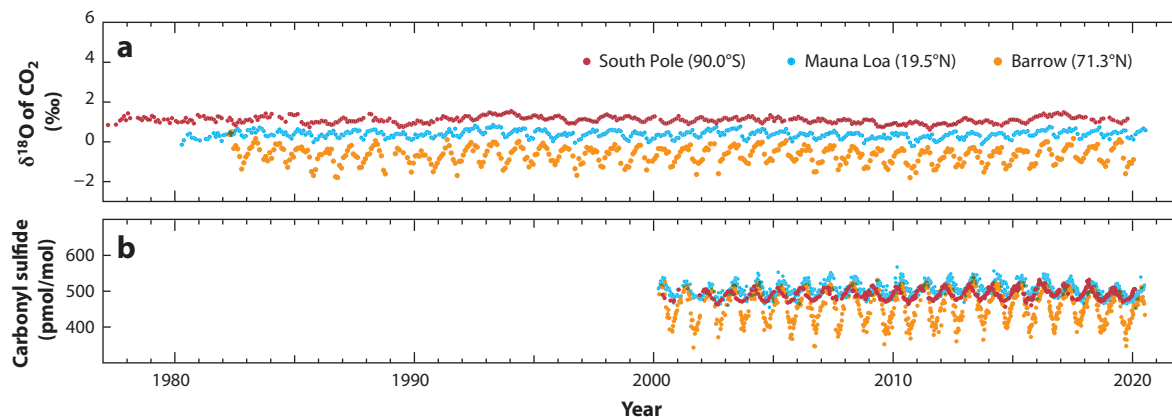 a
South Pole (90.0°S) Mauna Loa (19.5°N) Barrow (71.3°N)
δ¹⁸O of CO₂
(‰)
6
4
2
0
−2
b
Carbonyl sulfide
(pmol/mol)
600
500
400
1980 1990 2000 2010 2020
Year